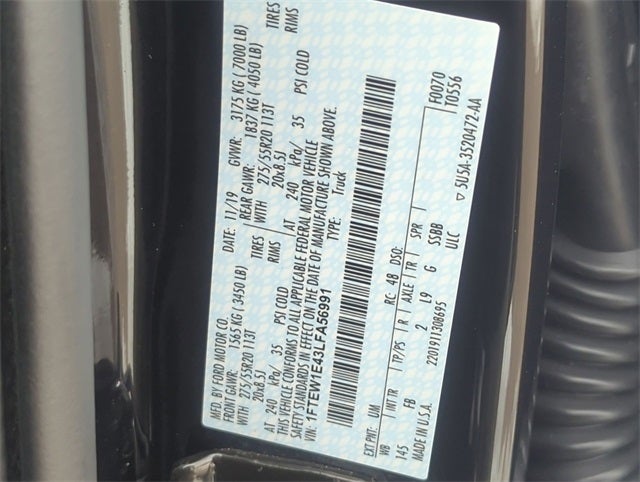 MFD. BY FORD MOTOR CO. DATE: 11/19 GVWR: 3175 KG ( 7000 LB)
FRONT GAWR: 1565 KG (3450 LB) REAR GAWR: 1837 KG ( 4050 LB)
WITH 275/55R20 113T TIRES WITH 275/55R20 113T TIRES
20x8.5J RIMS 20x8.5J RIMS
AT 240 kPa/ 35 PSI COLD AT 240 kPa/ 35 PSI COLD
THIS VEHICLE CONFORMS TO ALL APPLICABLE FEDERAL MOTOR VEHICLE
SAFETY STANDARDS IN EFFECT ON THE DATE OF MANUFACTURE SHOWN ABOVE.
VIN: 1FTEW1E43LFA56991 TYPE: Truck
EXT PNT: UM RC: 48 DSO: F0070
WB INT TR TP/PS R AXLE TR SPR T0556
145 FB 2 L9 G SSBB
2201911308695 ULC
MADE IN U.S.A. 5U5A-3520472-AA